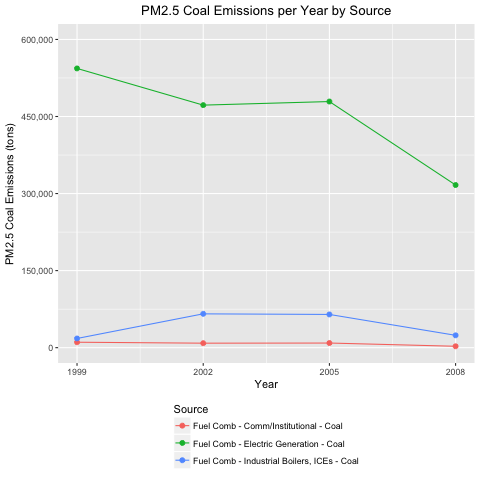 PM2.5 Coal Emissions per Year by Source
600,000
450,000
300,000
150,000
0
PM2.5 Coal Emissions (tons)
1999 2002 2005 2008
Year
Source
Fuel Comb - Comm/Institutional - Coal
Fuel Comb - Electric Generation - Coal
Fuel Comb - Industrial Boilers, ICEs - Coal